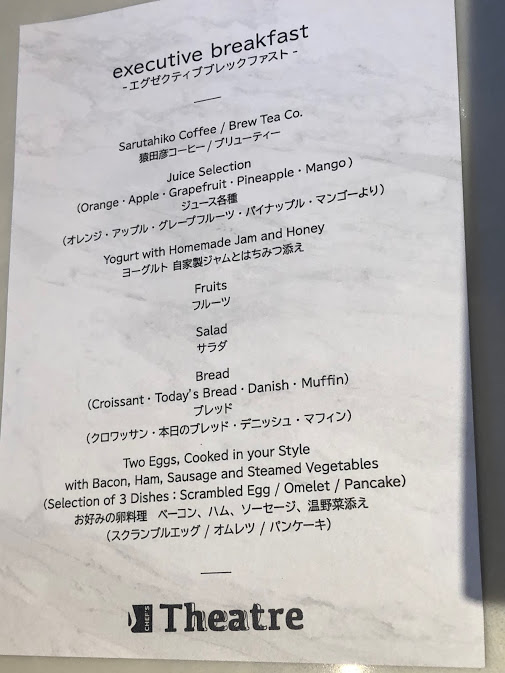 executive breakfast
- エグゼクティブブレックファスト -
Sarutahiko Coffee / Brew Tea Co.
猿田彦コーヒー / ブリューティー
Juice Selection
(Orange・Apple・Grapefruit・Pineapple・Mango)
ジュース各種
(オレンジ・アップル・グレープフルーツ・パイナップル・マンゴーより)
Yogurt with Homemade Jam and Honey
ヨーグルト 自家製ジャムとはちみつ添え
Fruits
フルーツ
Salad
サラダ
Bread
(Croissant・Today's Bread・Danish・Muffin)
ブレッド
(クロワッサン・本日のブレッド・デニッシュ・マフィン)
Two Eggs, Cooked in your Style
with Bacon, Ham, Sausage and Steamed Vegetables
(Selection of 3 Dishes：Scrambled Egg / Omelet / Pancake)
お好みの卵料理　ベーコン、ハム、ソーセージ、温野菜添え
(スクランブルエッグ / オムレツ / パンケーキ)
CHEF'S Theatre